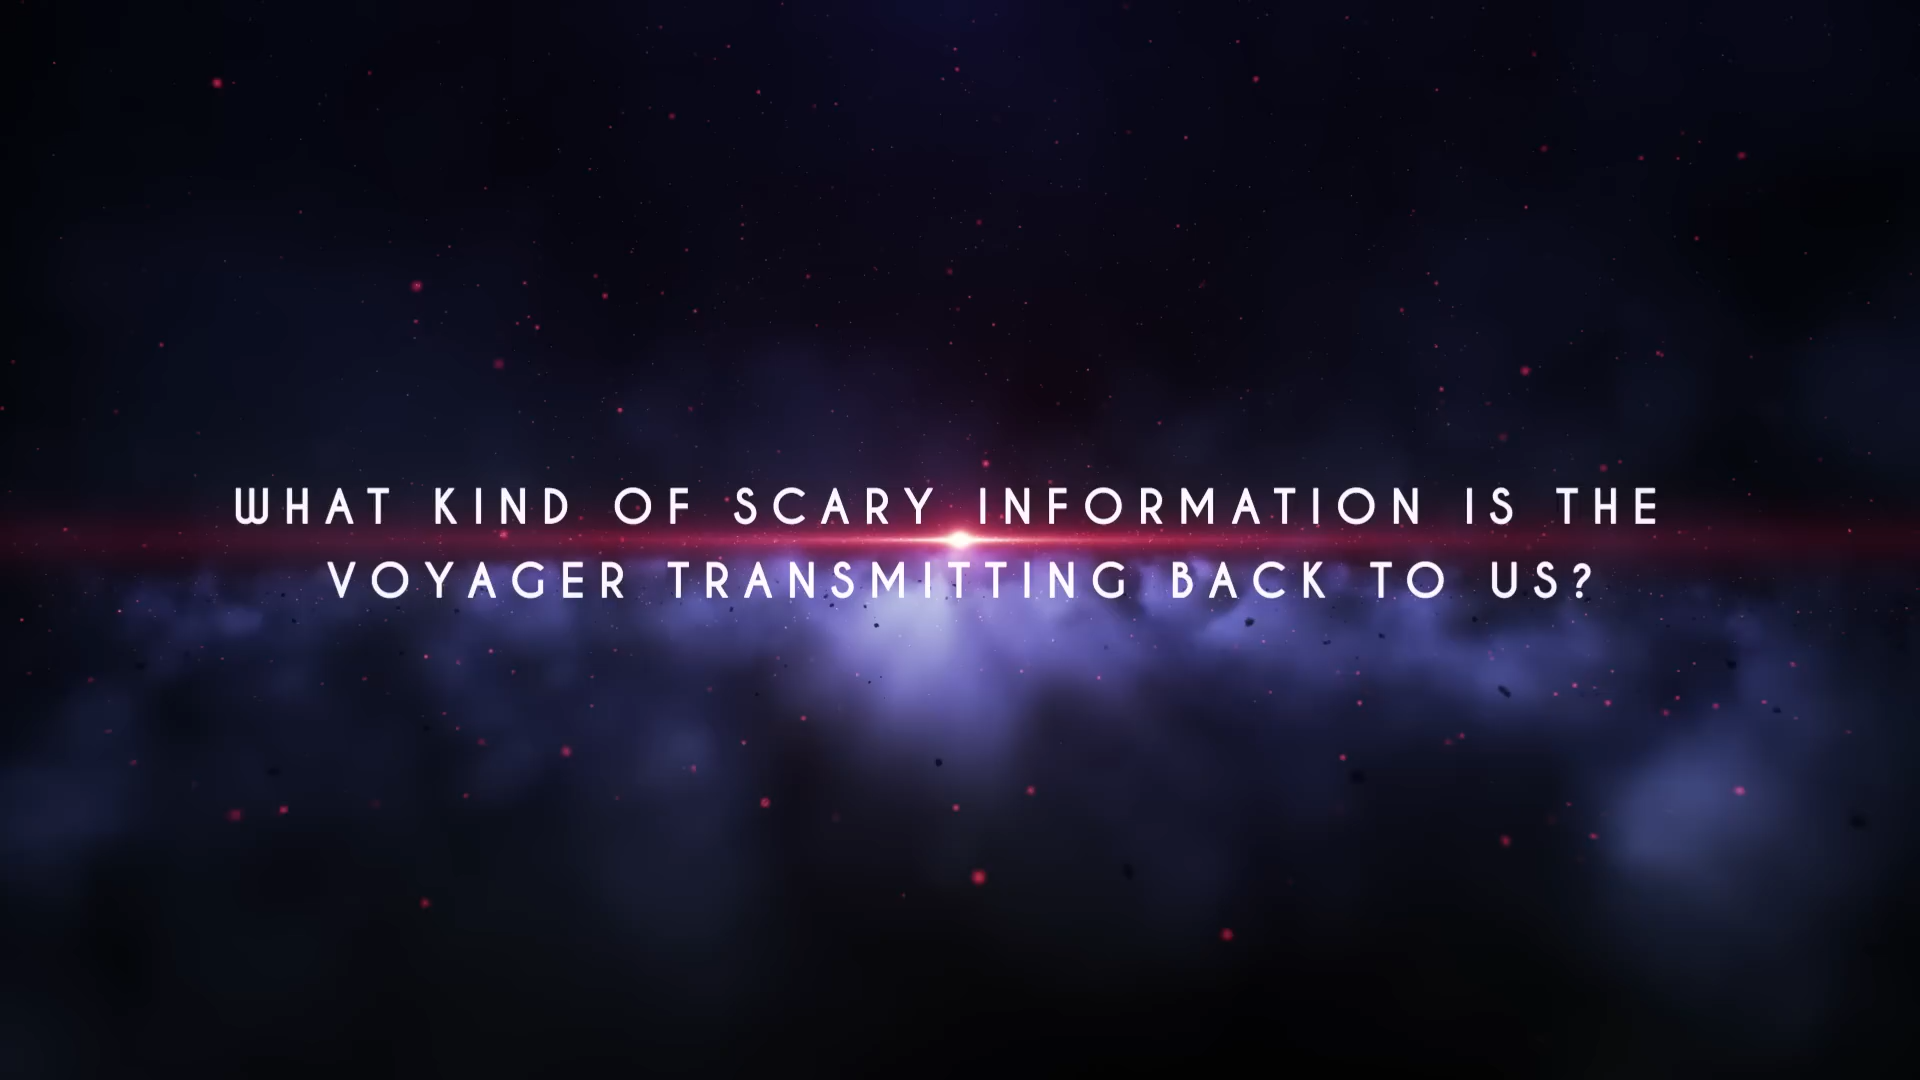 WHAT KIND OF SCARY INFORMATION IS THE
VOYAGER TRANSMITTING BACK TO US?